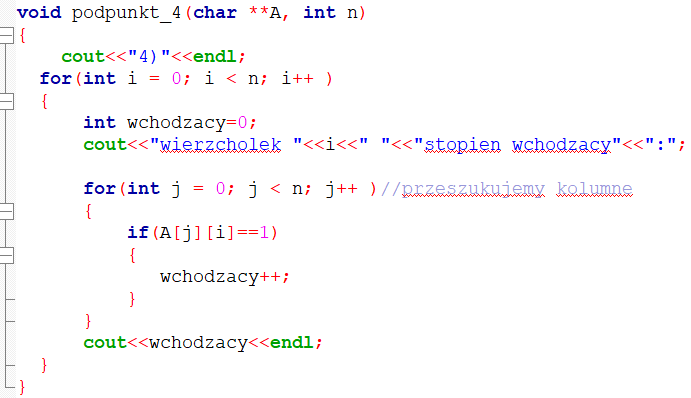 void podpunkt_4(char **A, int n)
{
    cout<<"4)"<<endl;
  for(int i = 0; i < n; i++ )
  {
      int wchodzacy=0;
      cout<<"wierzcholek "<<i<<" "<<"stopien wchodzacy"<<":";
      for(int j = 0; j < n; j++ )//przeszukujemy kolumne
      {
          if(A[j][i]==1)
          {
             wchodzacy++;
          }
      }
      cout<<wchodzacy<<endl;
  }
}